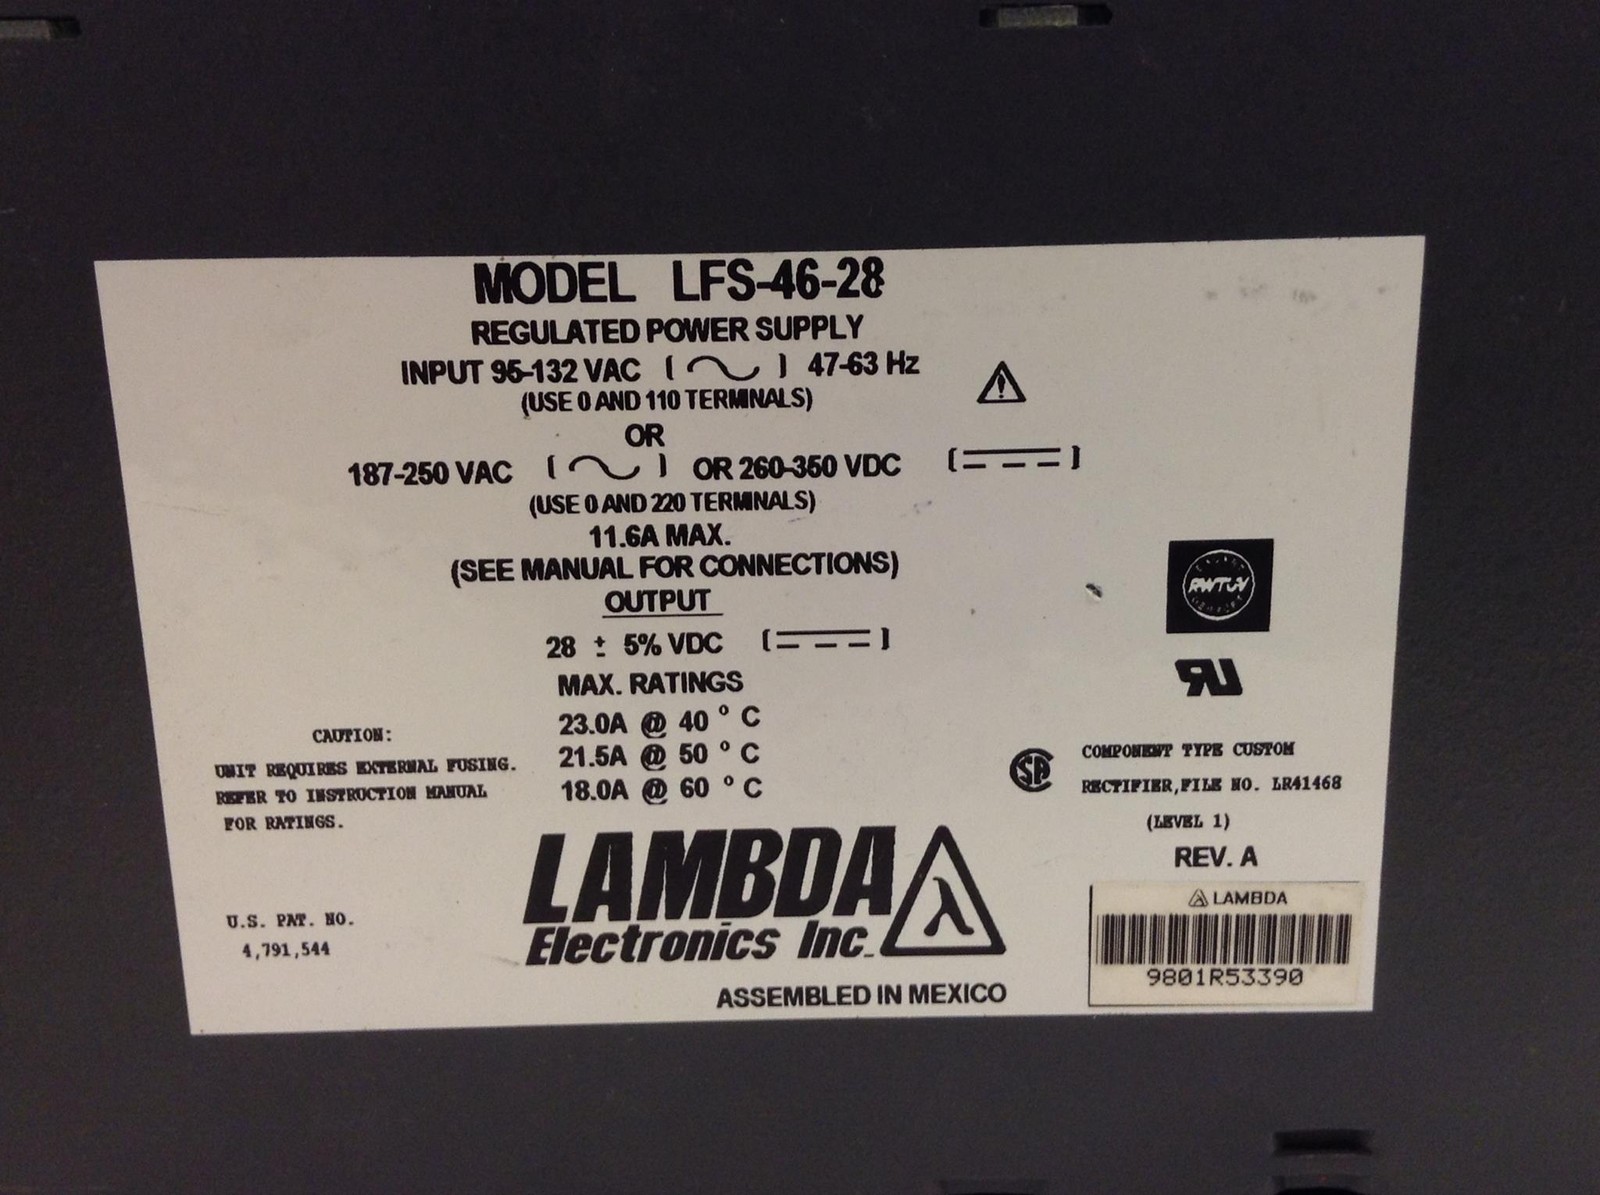 MODEL LFS-46-28
REGULATED POWER SUPPLY
INPUT 95-132 VAC [ ] 47-63 Hz
(USE 0 AND 110 TERMINALS)
OR
187-250 VAC [ ] OR 260-350 VDC [ ]
(USE 0 AND 220 TERMINALS)
11.6A MAX.
(SEE MANUAL FOR CONNECTIONS)
OUTPUT
28 ± 5% VDC [ ]
MAX. RATINGS
23.0A @ 40 ° C
21.5A @ 50 ° C
18.0A @ 60 ° C
CAUTION:
UNIT REQUIRES EXTERNAL FUSING.
REFER TO INSTRUCTION MANUAL
FOR RATINGS.
U.S. PAT. NO.
4,791,544
LAMBDA
Electronics Inc.
λ
ASSEMBLED IN MEXICO
RWTUV
RU
SA
COMPONENT TYPE CUSTOM
RECTIFIER, FILE NO. LR41468
(LEVEL 1)
REV. A
LAMBDA
9801R53390